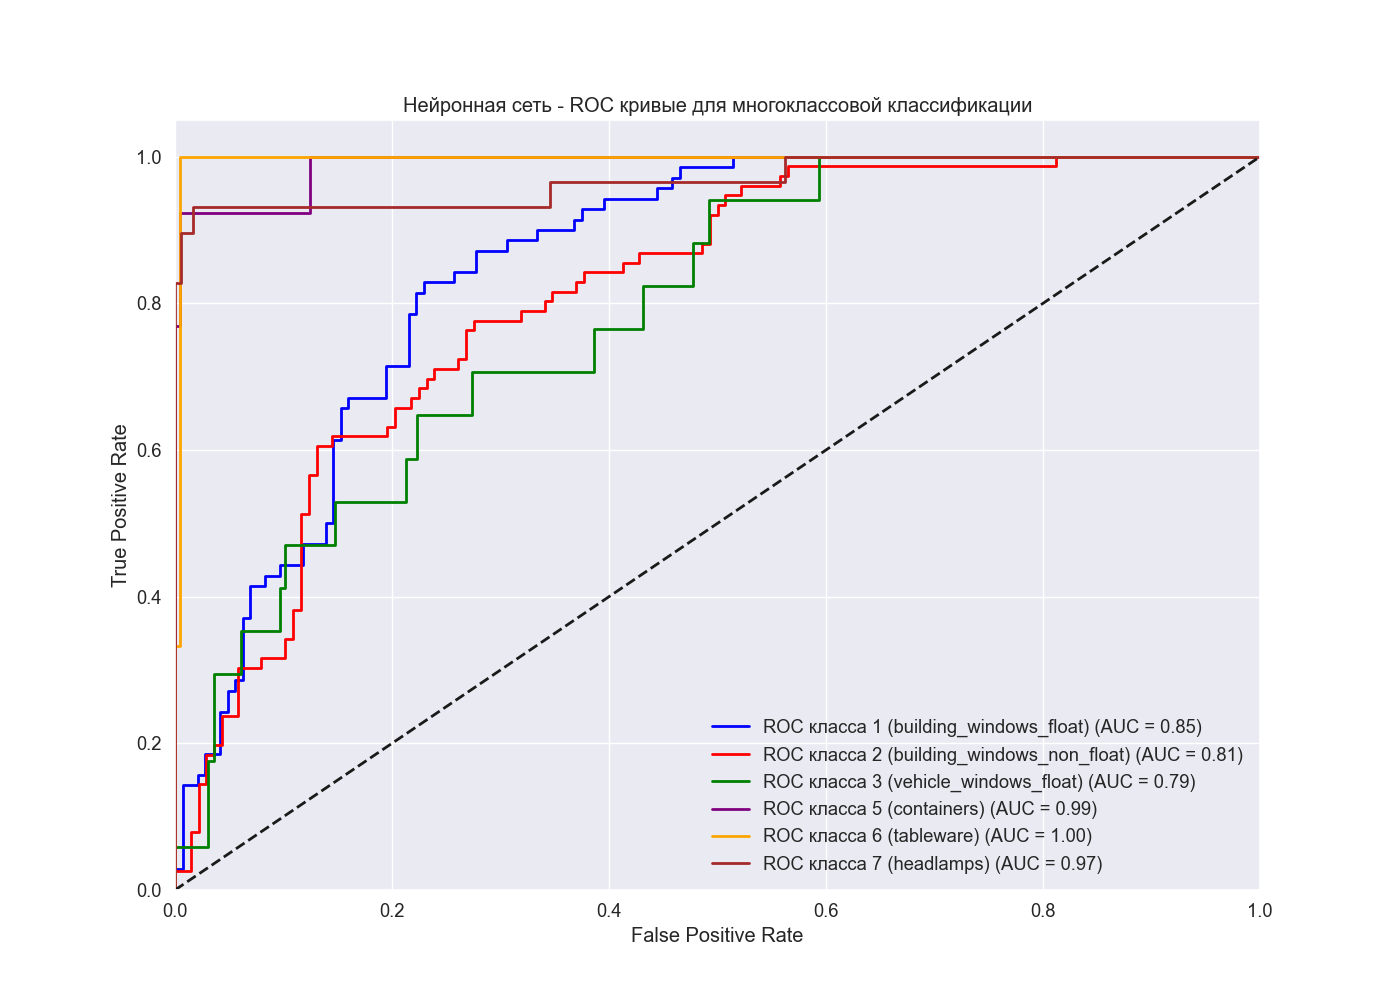 Нейронная сеть - ROC кривые для многоклассовой классификации
1.0
0.8
0.6
0.4
0.2
0.0
True Positive Rate
ROC класса 1 (building_windows_float) (AUC = 0.85)
ROC класса 2 (building_windows_non_float) (AUC = 0.81)
ROC класса 3 (vehicle_windows_float) (AUC = 0.79)
ROC класса 5 (containers) (AUC = 0.99)
ROC класса 6 (tableware) (AUC = 1.00)
ROC класса 7 (headlamps) (AUC = 0.97)
0.0 0.2 0.4 0.6 0.8 1.0
False Positive Rate